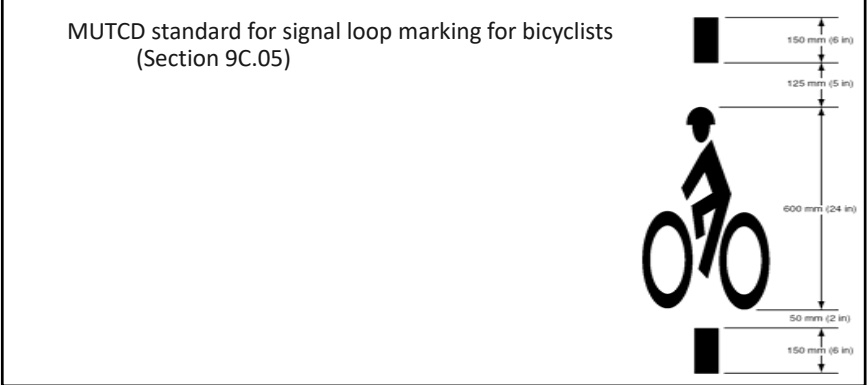 MUTCD standard for signal loop marking for bicyclists
(Section 9C.05)
150 mm (6 in)
125 mm (5 in)
600 mm (24 in)
50 mm (2 in)
150 mm (6 in)